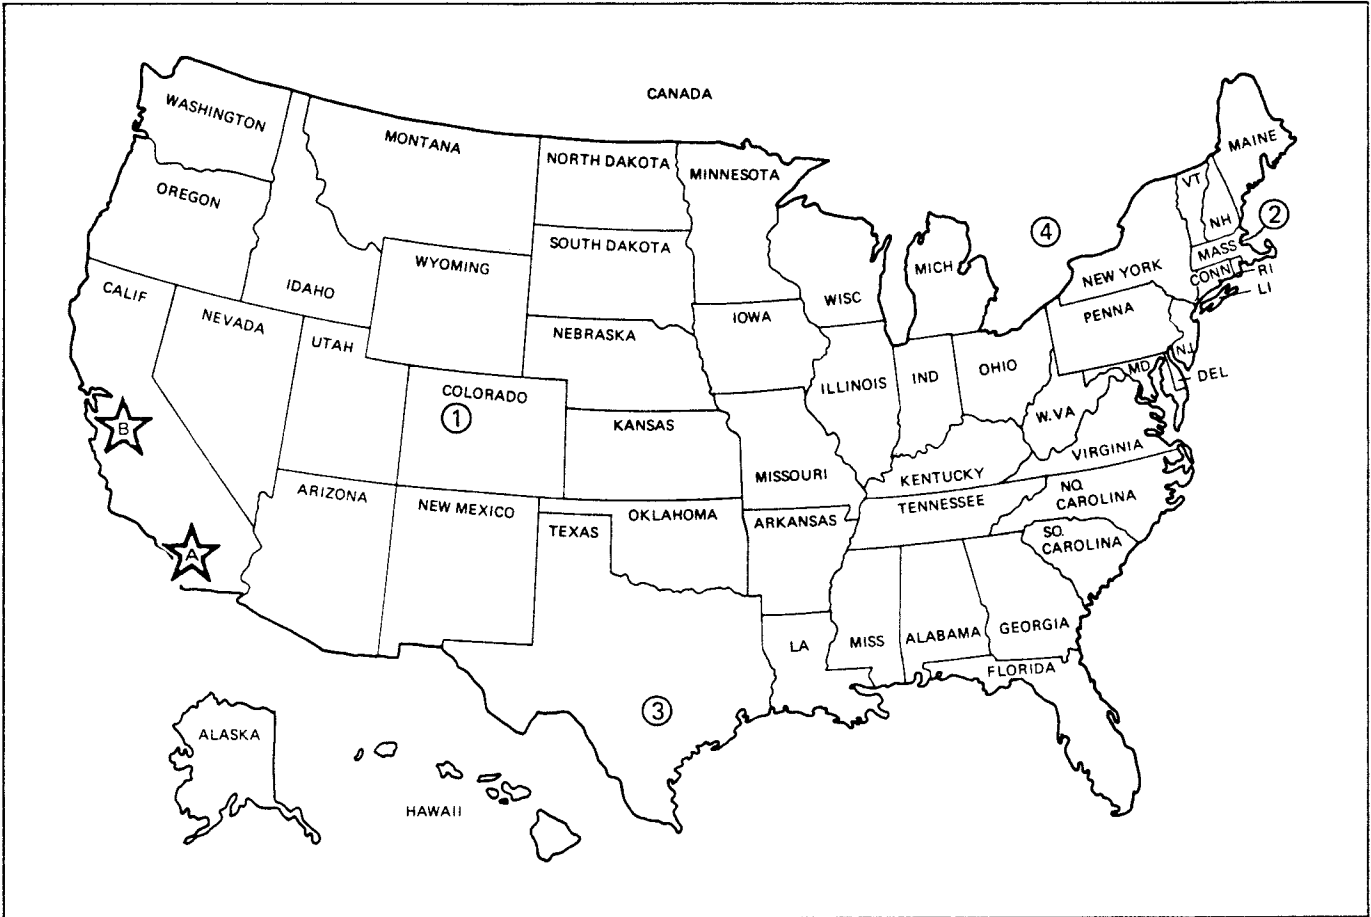 CANADA
WASHINGTON
MONTANA
NORTH DAKOTA
MINNESOTA
MAINE
VT
OREGON
NH
2
4
SOUTH DAKOTA
MASS
WYOMING
MICH
NEW YORK
CONN
RI
IDAHO
LI
CALIF
WISC
PENNA
NEVADA
IOWA
NEBRASKA
UTAH
N.J.
OHIO
MD
DEL
IND
ILLINOIS
COLORADO
1
W.VA
B
KANSAS
VIRGINIA
MISSOURI
KENTUCKY
ARIZONA
NO.
CAROLINA
TENNESSEE
NEW MEXICO
OKLAHOMA
ARKANSAS
TEXAS
SO.
CAROLINA
A
GEORGIA
ALABAMA
MISS
LA
FLORIDA
3
ALASKA
HAWAII